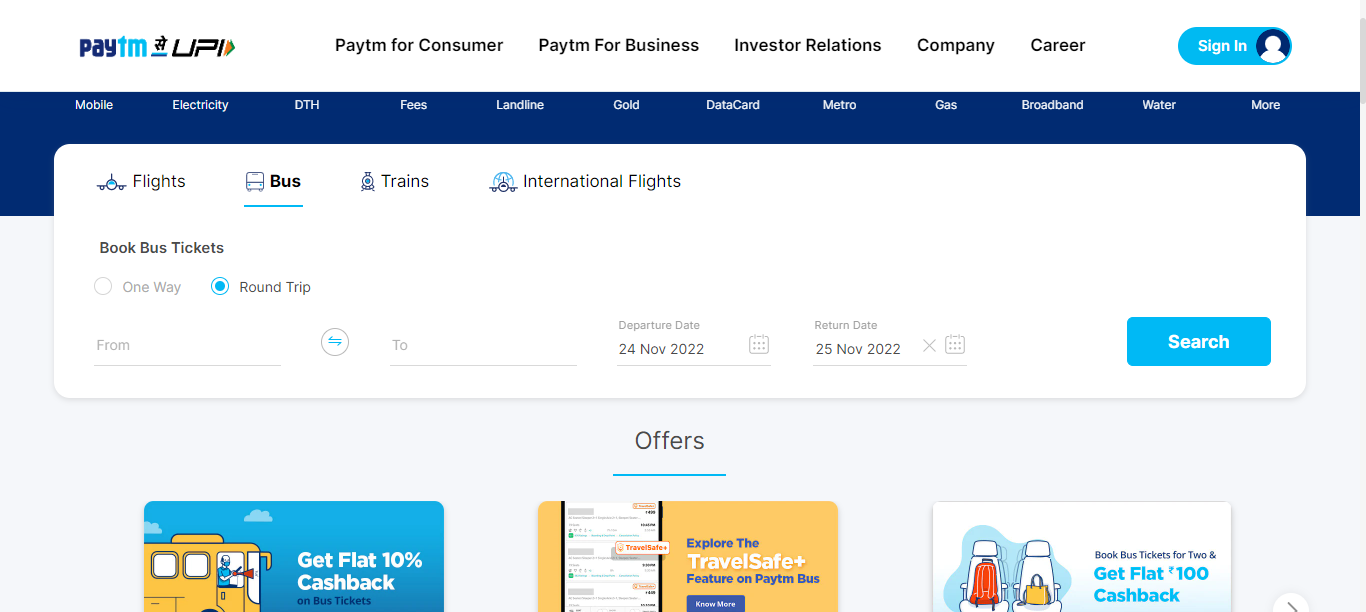 paytm से UPI
Paytm for Consumer Paytm For Business Investor Relations Company Career Sign In
Mobile Electricity DTH Fees Landline Gold DataCard Metro Gas Broadband Water More
Flights Bus Trains International Flights
Book Bus Tickets
One Way Round Trip
Departure Date Return Date
From To 24 Nov 2022 25 Nov 2022 Search
Offers
Get Flat 10%
Cashback
on Bus Tickets
TravelSafe+
Explore The
TravelSafe+
Feature on Paytm Bus
Know More
Book Bus Tickets for Two &
Get Flat ₹100
Cashback